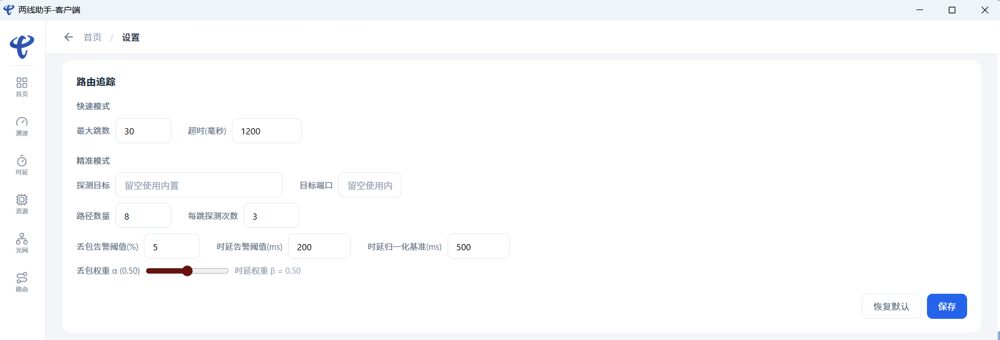 两线助手-客户端
首页 / 设置
首页
测速
时延
资源
光网
路由
路由追踪
快速模式
最大跳数 30 超时(毫秒) 1200
精准模式
探测目标 留空使用内置 目标端口 留空使用内
路径数量 8 每跳探测次数 3
丢包告警阈值(%) 5 时延告警阈值(ms) 200 时延归一化基准(ms) 500
丢包权重 α (0.50) 时延权重 β = 0.50
恢复默认 保存